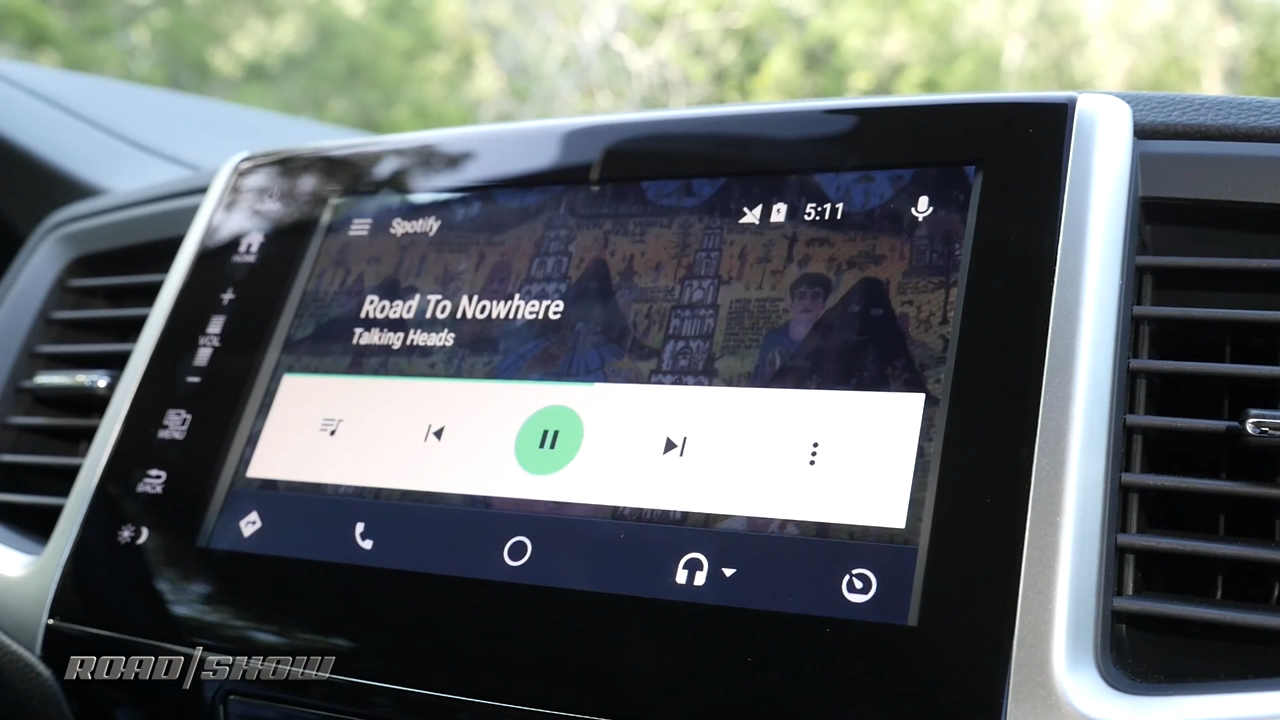 Spotify
5:11
HOME
Road To Nowhere
Talking Heads
VOL
MENU
BACK
ROAD/SHOW